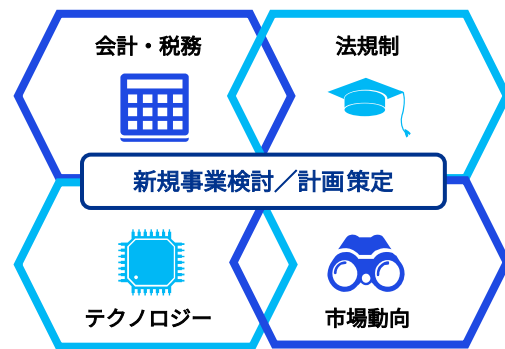 会計・税務
法規制
新規事業検討／計画策定
テクノロジー
市場動向